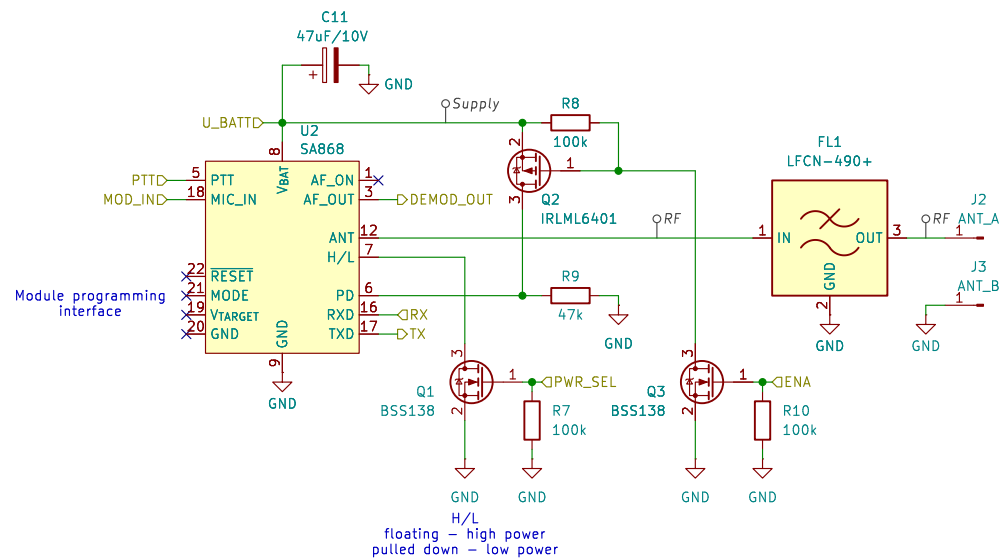 C11
47uF/10V
+
GND
Supply
U_BATT
U2
SA868
R8
100k
8
2
1
Q2
IRLML6401
3
FL1
LFCN-490+
PTT
5
PTT
VBAT
AF_ON
1
MOD_IN
18
MIC_IN
AF_OUT
3
DEMOD_OUT
ANT
12
RF
1
IN
OUT
3
RF
J2
ANT_A
1
H/L
7
GND
2
GND
J3
ANT_B
1
GND
22
RESET
Module programming
interface
21
MODE
PD
6
R9
47k
GND
19
VTARGET
RXD
16
RX
20
GND
GND
TXD
17
TX
9
GND
3
Q1
BSS138
1
PWR_SEL
2
R7
100k
GND
GND
3
Q3
BSS138
1
ENA
2
R10
100k
GND
GND
H/L
floating – high power
pulled down – low power